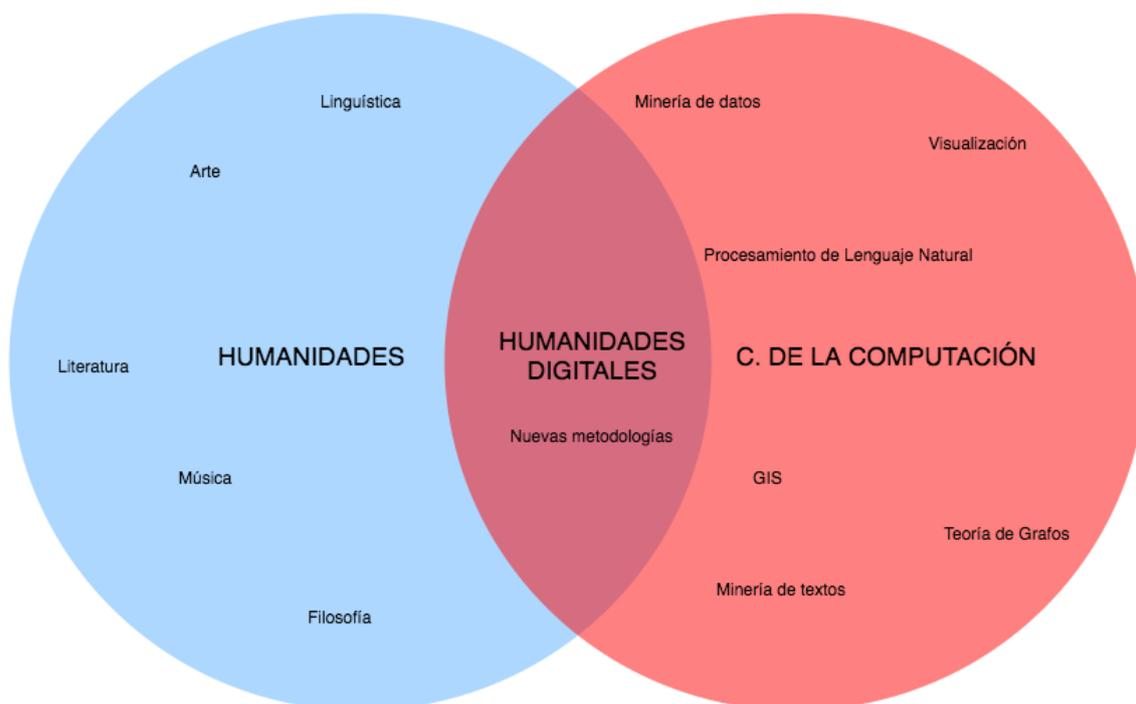 Linguística
Minería de datos
Visualización
Arte
Procesamiento de Lenguaje Natural
HUMANIDADES
DIGITALES
HUMANIDADES
C. DE LA COMPUTACIÓN
Literatura
Nuevas metodologías
Música
GIS
Teoría de Grafos
Minería de textos
Filosofía